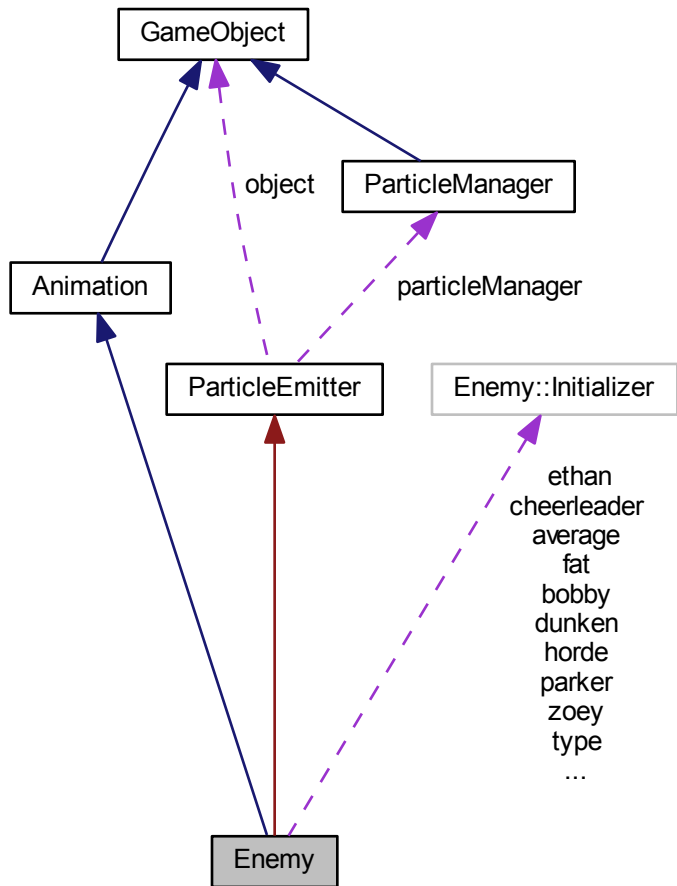 GameObject
object
ParticleManager
Animation
particleManager
ParticleEmitter
Enemy::Initializer
ethan
cheerleader
average
fat
bobby
dunken
horde
parker
zoey
type
...
Enemy